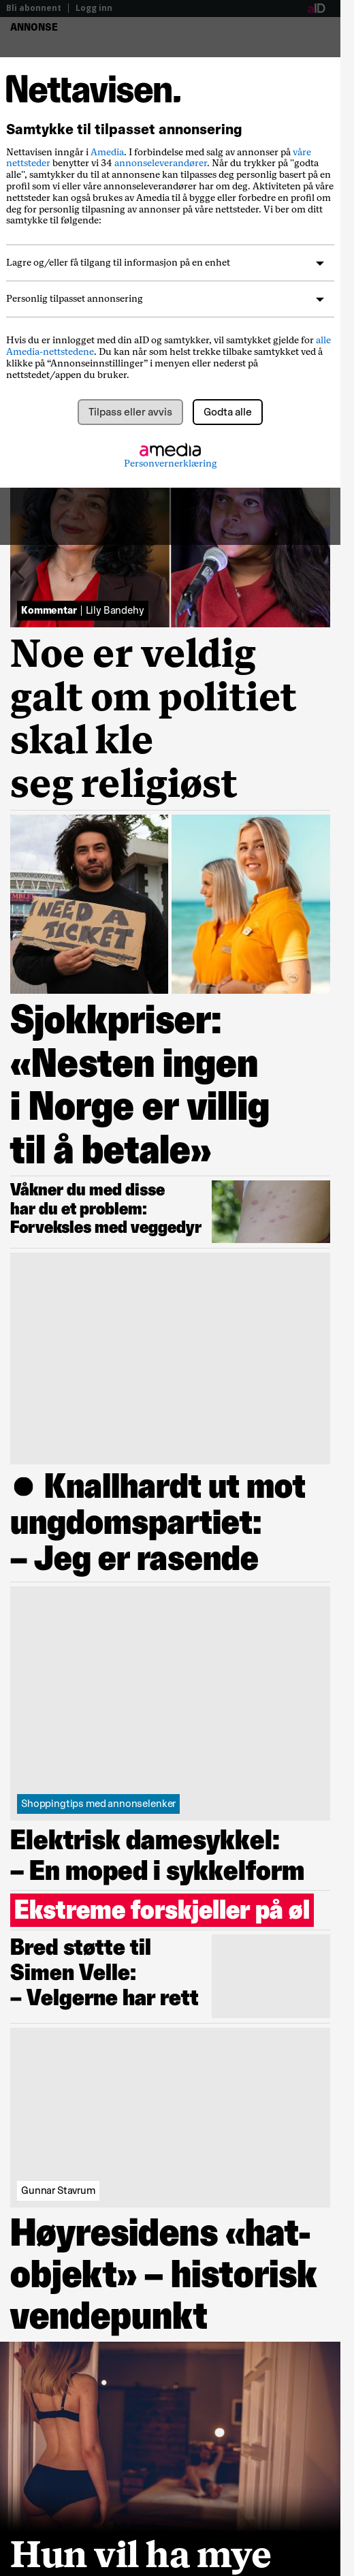 Bli abonnent | Logg inn
aID
ANNONSE
Nettavisen.
Samtykke til tilpasset annonsering
Nettavisen inngår i Amedia. I forbindelse med salg av annonser på våre
nettsteder benytter vi 34 annonseleverandører. Når du trykker på "godta
alle", samtykker du til at annonsene kan tilpasses deg personlig basert på en
profil som vi eller våre annonseleverandører har om deg. Aktiviteten på våre
nettsteder kan også brukes av Amedia til å bygge eller forbedre en profil om
deg for personlig tilpasning av annonser på våre nettsteder. Vi ber om ditt
samtykke til følgende:
Lagre og/eller få tilgang til informasjon på en enhet
Personlig tilpasset annonsering
Hvis du er innlogget med din aID og samtykker, vil samtykket gjelde for alle
Amedia-nettstedene. Du kan når som helst trekke tilbake samtykket ved å
klikke på “Annonseinnstillinger” i menyen eller nederst på
nettstedet/appen du bruker.
Tilpass eller avvis
Godta alle
amedia
Personvernerklæring
Kommentar | Lily Bandehy
Noe er veldig
galt om politiet
skal kle
seg religiøst
I NEED A
TICKET
Sjokkpriser:
«Nesten ingen
i Norge er villig
til å betale»
Våkner du med disse
har du et problem:
Forveksles med veggedyr
● Knallhardt ut mot
ungdomspartiet:
– Jeg er rasende
Shoppingtips med annonselenker
Elektrisk damesykkel:
– En moped i sykkelform
Ekstreme forskjeller på øl
Bred støtte til
Simen Velle:
– Velgerne har rett
Gunnar Stavrum
Høyresidens «hat-
objekt» – historisk
vendepunkt
Hun vil ha mye